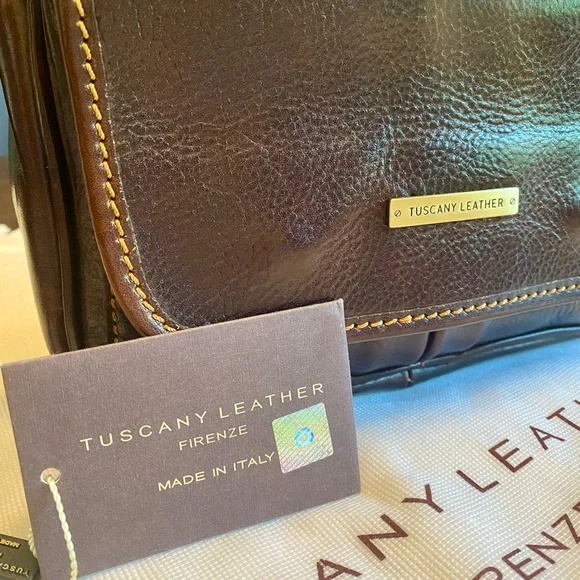 TUSCANY LEATHER
TUSCANY LEATHER
FIRENZE
MADE IN ITALY
ANY LEATH
RENZE